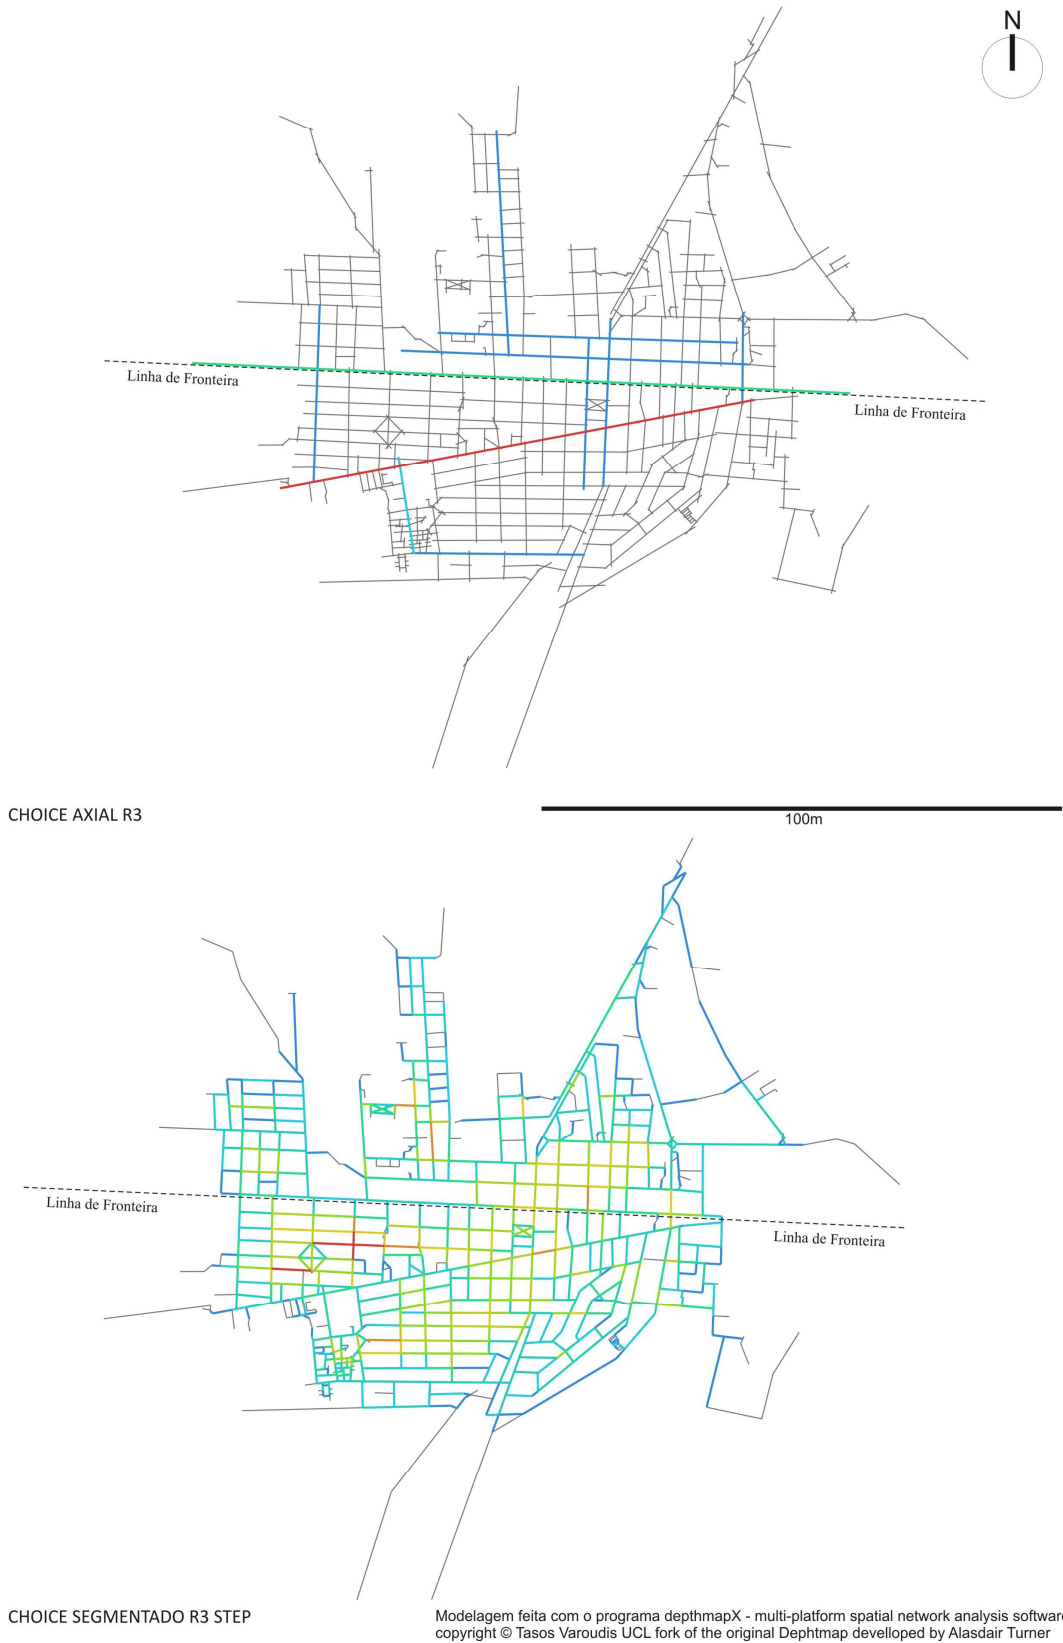 N
Linha de Fronteira
Linha de Fronteira
CHOICE AXIAL R3
100m
Linha de Fronteira
Linha de Fronteira
CHOICE SEGMENTADO R3 STEP
Modelagem feita com o programa depthmapX - multi-platform spatial network analysis softwar
copyright © Tasos Varoudis UCL fork of the original Dephtmap develloped by Alasdair Turner